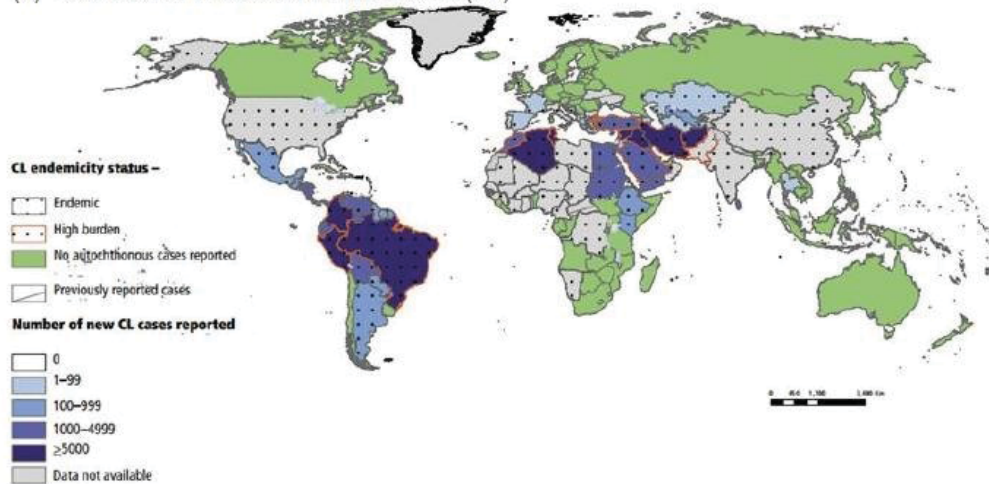 CL endemicity status –
Endemic
High burden
No autochthonous cases reported
Previously reported cases
Number of new CL cases reported
0
1–99
100–999
1000–4999
≥5000
Data not available